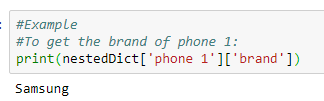 #Example
#To get the brand of phone 1:
print(nestedDict['phone 1']['brand'])
Samsung